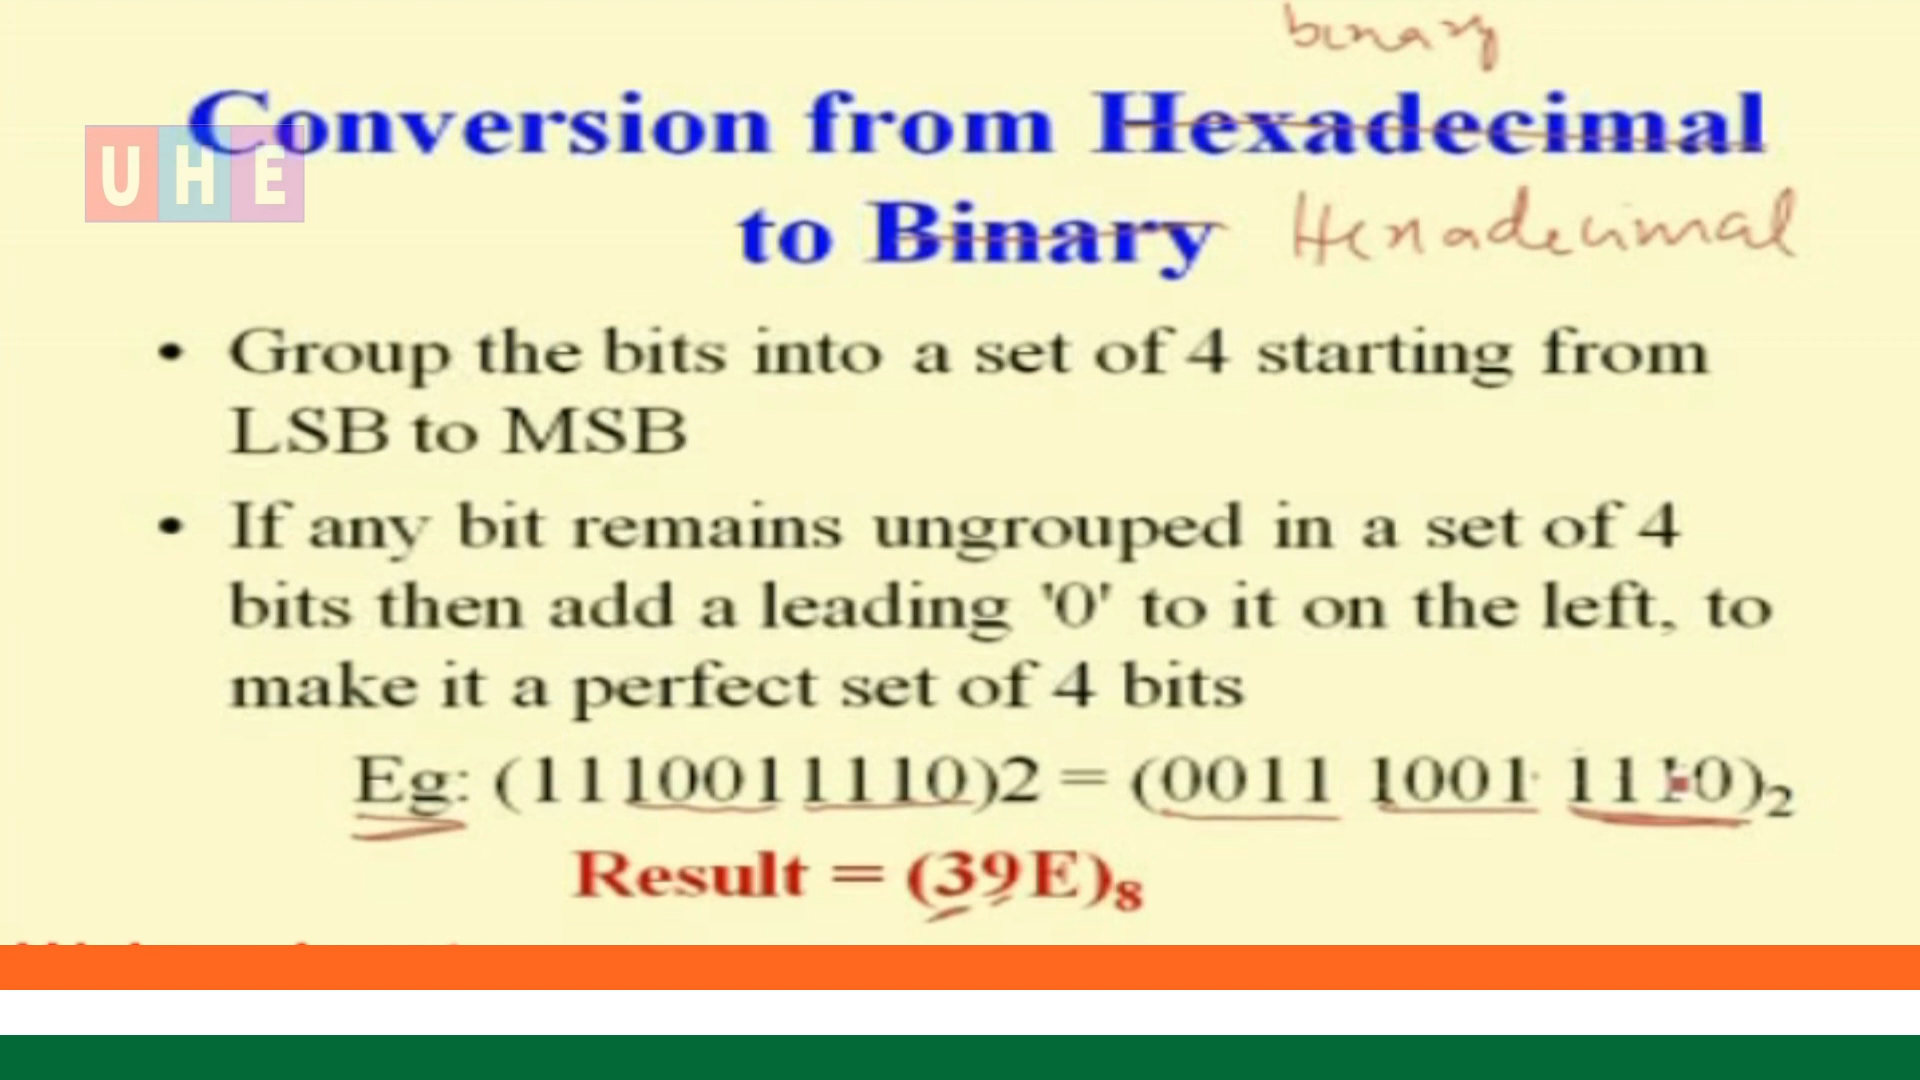 binary
Conversion from Hexadecimal
UHE
to Binary Hexadecimal
• Group the bits into a set of 4 starting from
LSB to MSB
• If any bit remains ungrouped in a set of 4
bits then add a leading '0' to it on the left, to
make it a perfect set of 4 bits
Eg: (1110011110)2 = (0011 1001 1110)2
Result = (39E)8